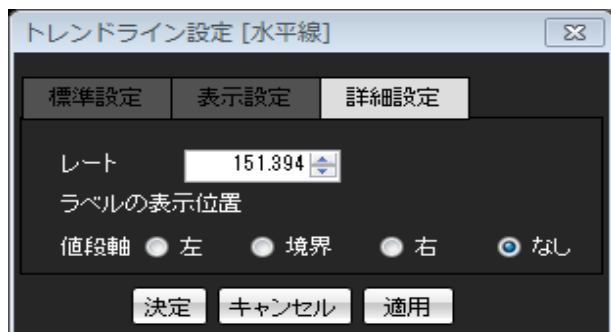 トレンドライン設定 [水平線]
標準設定 表示設定 詳細設定
レート 151.394
ラベルの表示位置
値段軸 左 境界 右 なし
決定 キャンセル 適用